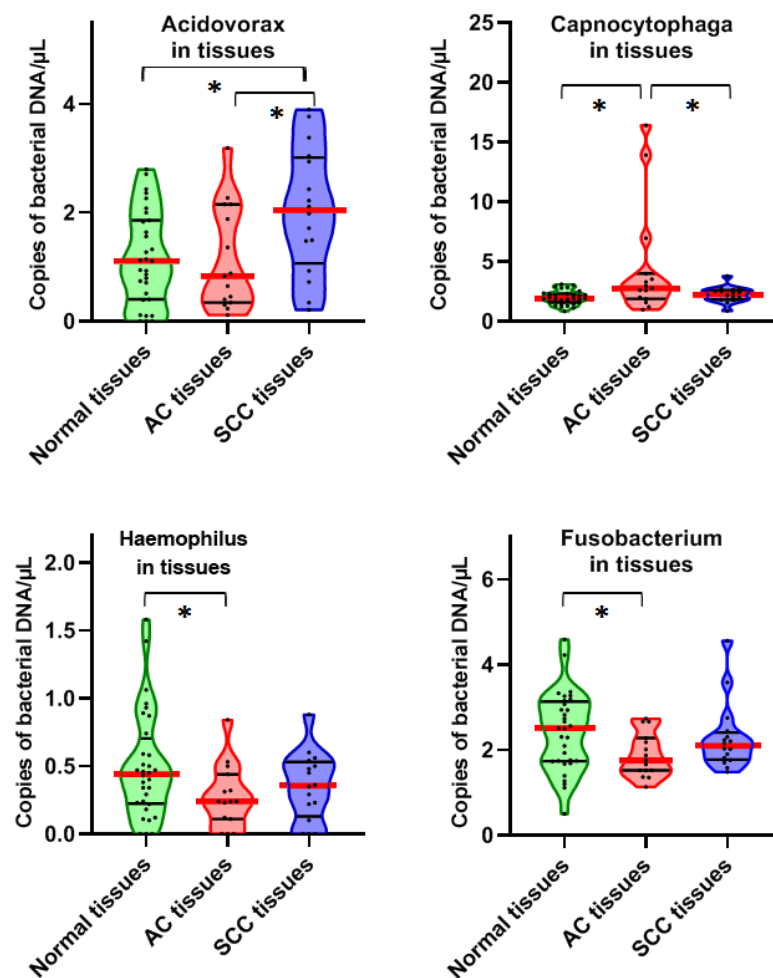 Acidovorax
in tissues
Copies of bacterial DNA/µL
4
2
0
*
*
Normal tissues
AC tissues
SCC tissues
Capnocytophaga
in tissues
Copies of bacterial DNA/µL
25
20
15
10
5
0
*
*
Normal tissues
AC tissues
SCC tissues
Haemophilus
in tissues
Copies of bacterial DNA/µL
2.0
1.5
1.0
0.5
0.0
*
Normal tissues
AC tissues
SCC tissues
Fusobacterium
in tissues
Copies of bacterial DNA/µL
6
4
2
0
*
Normal tissues
AC tissues
SCC tissues